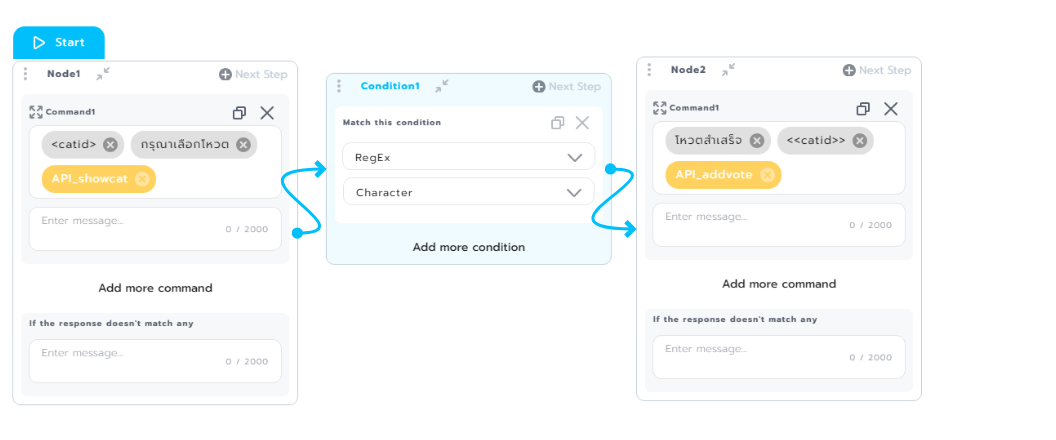 Start
Node1
Next Step
Command1
<catid>
กรุณาเลือกโหวต
API_showcat
Enter message...
0 / 2000
Add more command
If the response doesn't match any
Enter message...
0 / 2000
Condition1
Next Step
Match this condition
RegEx
Character
Add more condition
Node2
Next Step
Command1
โหวตสำเสร็จ
<<catid>>
API_addvote
Enter message...
0 / 2000
Add more command
If the response doesn't match any
Enter message...
0 / 2000